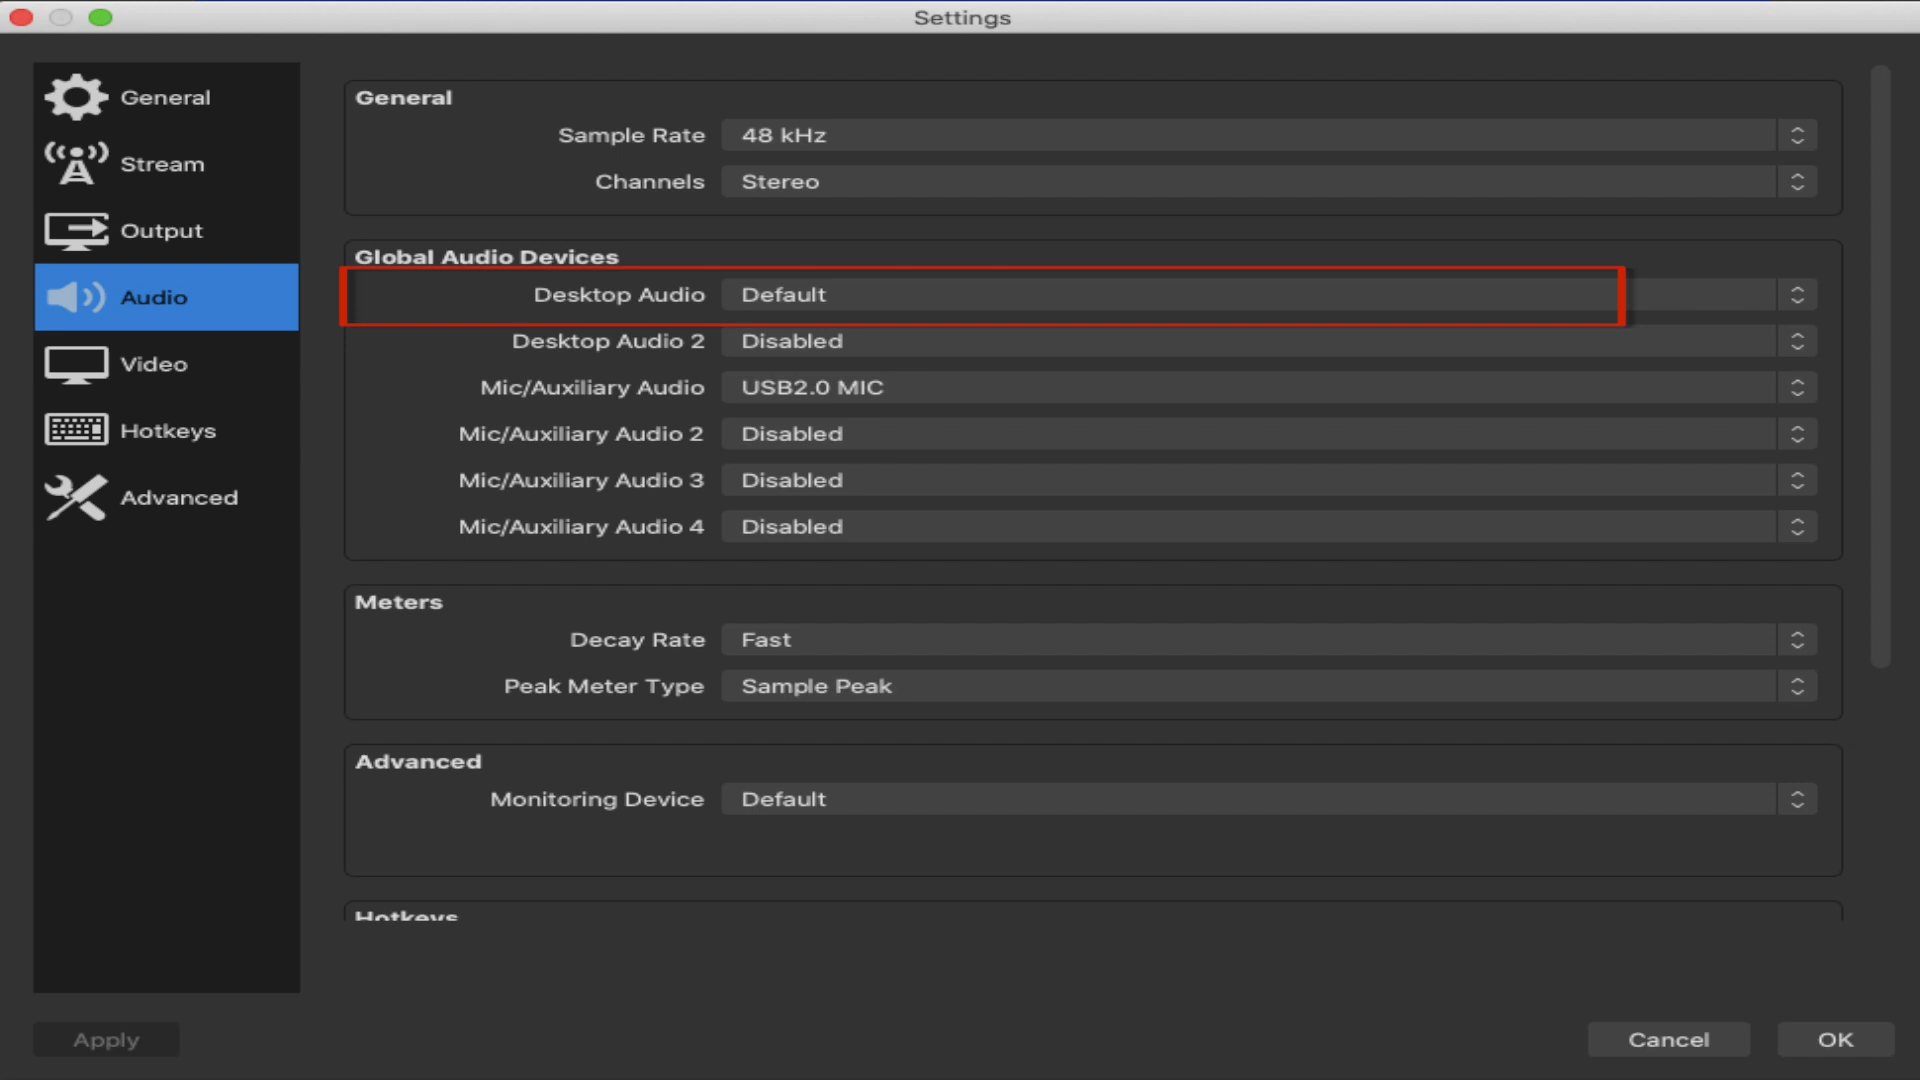 Settings
General
Stream
Output
Audio
Video
Hotkeys
Advanced
General
Sample Rate 48 kHz
Channels Stereo
Global Audio Devices
Desktop Audio Default
Desktop Audio 2 Disabled
Mic/Auxiliary Audio USB2.0 MIC
Mic/Auxiliary Audio 2 Disabled
Mic/Auxiliary Audio 3 Disabled
Mic/Auxiliary Audio 4 Disabled
Meters
Decay Rate Fast
Peak Meter Type Sample Peak
Advanced
Monitoring Device Default
Hotkeys
Apply
Cancel
OK